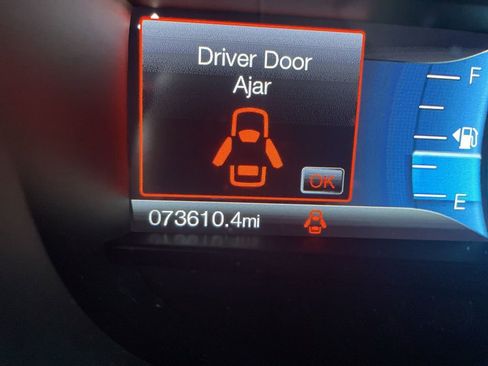 Driver Door
Ajar
OK
073610.4mi
F
E